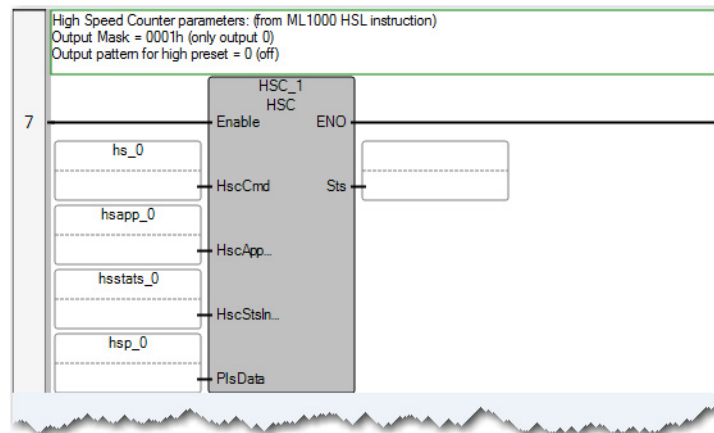 High Speed Counter parameters: (from ML1000 HSL instruction)
Output Mask = 0001h (only output 0)
Output pattern for high preset = 0 (off)
HSC_1
HSC
7
Enable
ENO
hs_0
HscCmd
Sts
hsapp_0
HscApp...
hsstats_0
HscStsIn...
hsp_0
PlsData